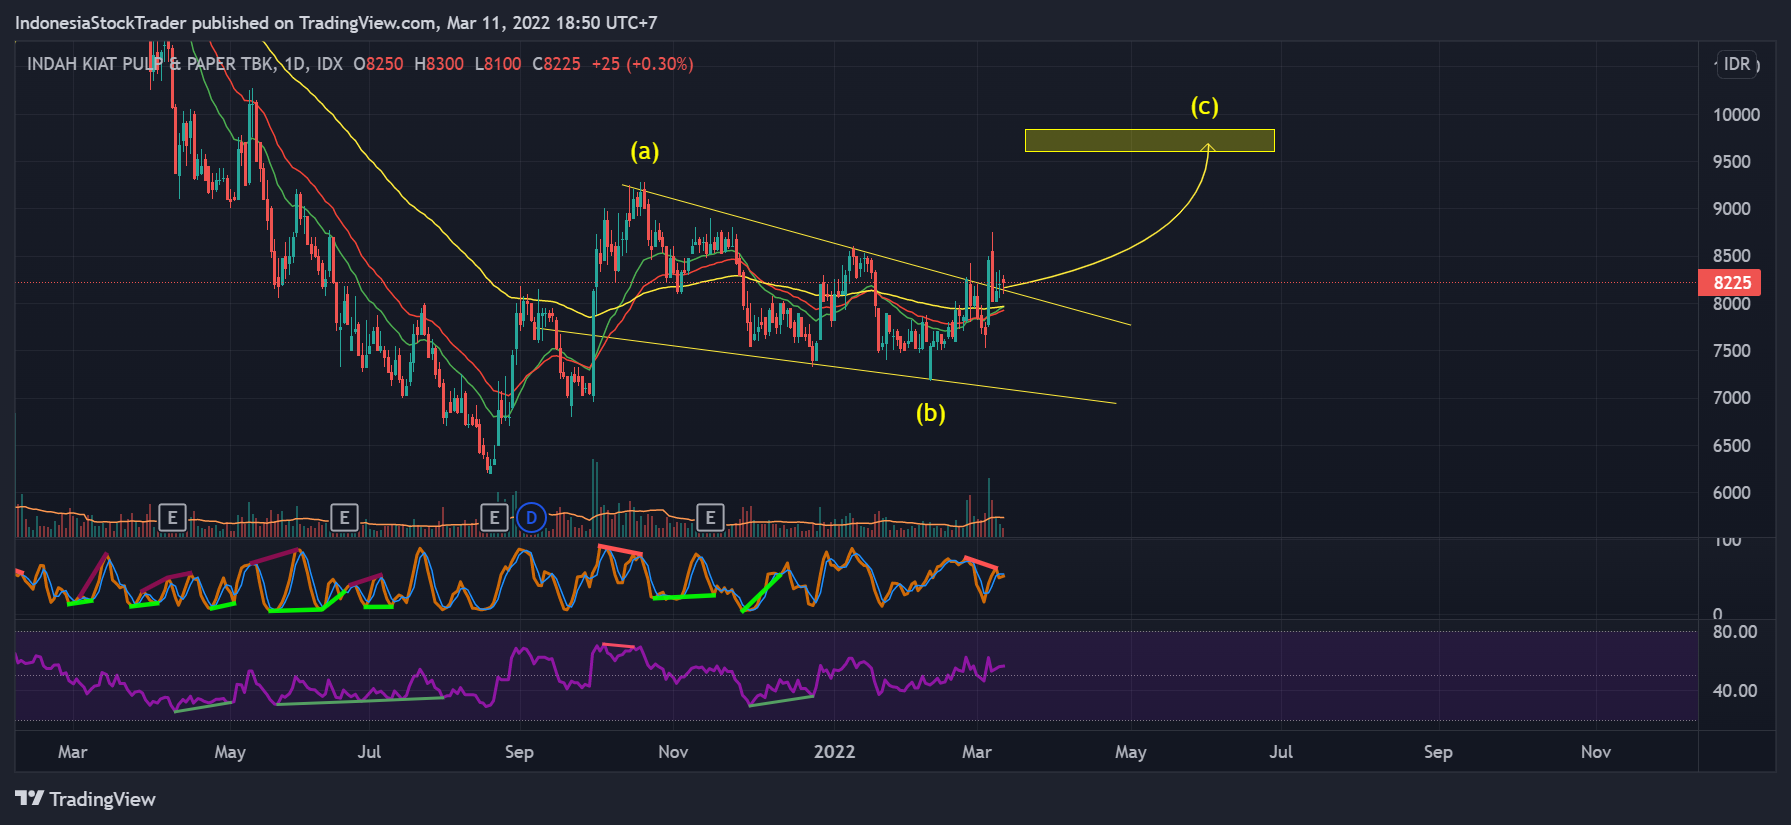 IndonesiaStockTrader published on TradingView.com, Mar 11, 2022 18:50 UTC+7
INDAH KIAT PULP & PAPER TBK, 1D, IDX O8250 H8300 L8100 C8225 +25 (+0.30%)
IDR
10000
9500
9000
8500
8225
8000
7500
7000
6500
6000
(a)
(b)
(c)
E
E
E
D
E
100
0
80.00
40.00
Mar
May
Jul
Sep
Nov
2022
Mar
May
Jul
Sep
Nov
TradingView